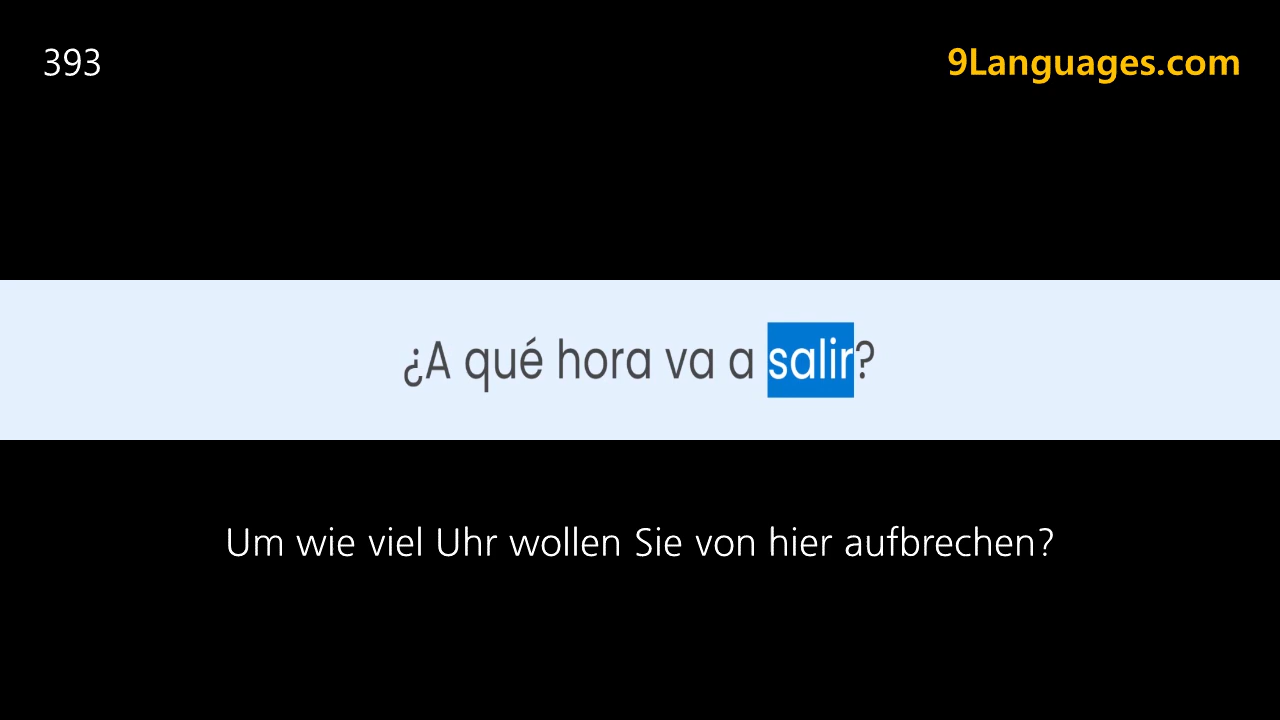 393
9Languages.com
¿A qué hora va a salir?
Um wie viel Uhr wollen Sie von hier aufbrechen?